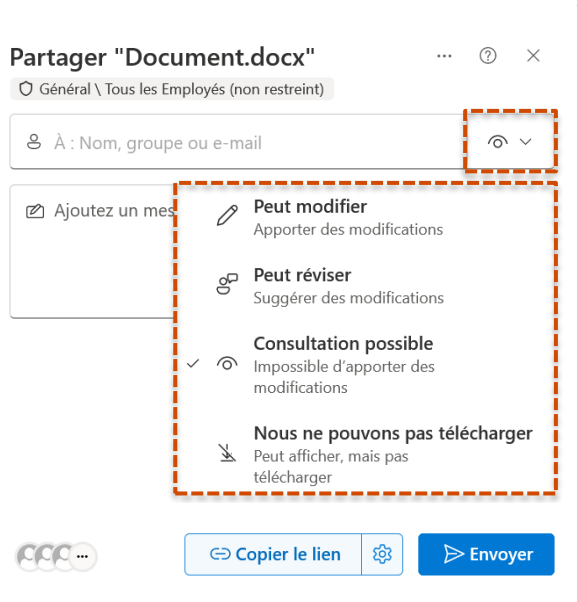 Partager "Document.docx"
Général \ Tous les Employés (non restreint)
À : Nom, groupe ou e-mail
Ajoutez un mes
Peut modifier
Apporter des modifications
Peut réviser
Suggérer des modifications
Consultation possible
Impossible d’apporter des
modifications
Nous ne pouvons pas télécharger
Peut afficher, mais pas
télécharger
Copier le lien
Envoyer